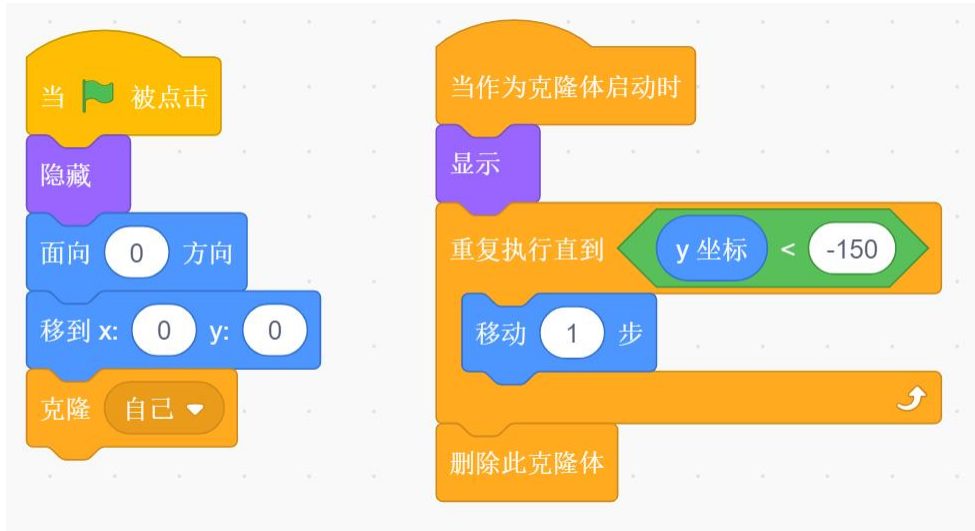 当 被点击
隐藏
面向 0 方向
移到 x: 0 y: 0
克隆 自己
当作为克隆体启动时
显示
重复执行直到 y 坐标 < -150
移动 1 步
删除此克隆体